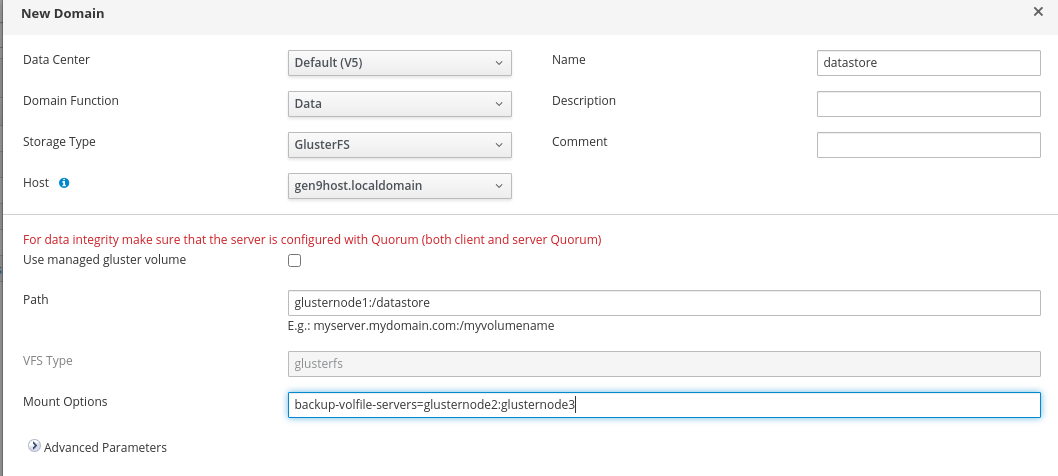 New Domain
Data Center Default (V5) Name datastore
Domain Function Data Description
Storage Type GlusterFS Comment
Host gen9host.localdomain
For data integrity make sure that the server is configured with Quorum (both client and server Quorum)
Use managed gluster volume
Path glusternode1:/datastore
E.g.: myserver.mydomain.com:/myvolumename
VFS Type glusterfs
Mount Options backup-volfile-servers=glusternode2:glusternode3
Advanced Parameters